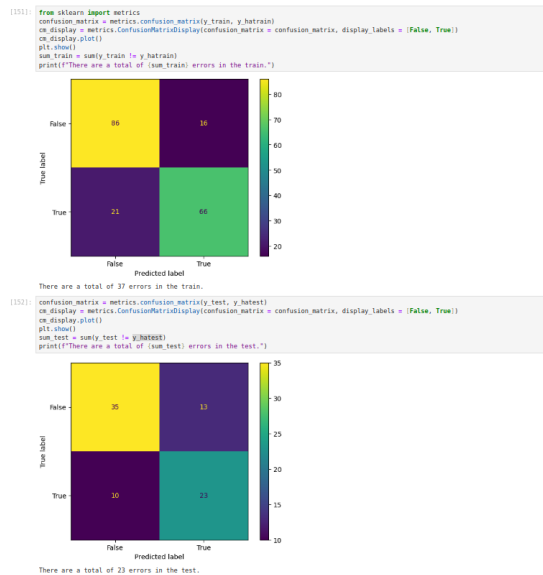 [151]: from sklearn import metrics
confusion_matrix = metrics.confusion_matrix(y_train, y_hatrain)
cm_display = metrics.ConfusionMatrixDisplay(confusion_matrix = confusion_matrix, display_labels = [False, True])
cm_display.plot()
plt.show()
sum_train = sum(y_train != y_hatrain)
print(f"There are a total of {sum_train} errors in the train.")
86 16
21 66
False
True
True label
False True
Predicted label
80
70
60
50
40
30
20
There are a total of 37 errors in the train.
[152]: confusion_matrix = metrics.confusion_matrix(y_test, y_hatest)
cm_display = metrics.ConfusionMatrixDisplay(confusion_matrix = confusion_matrix, display_labels = [False, True])
cm_display.plot()
plt.show()
sum_test = sum(y_test != y_hatest)
print(f"There are a total of {sum_test} errors in the test.")
35 13
10 23
False
True
True label
False True
Predicted label
35
30
25
20
15
10
There are a total of 23 errors in the test.